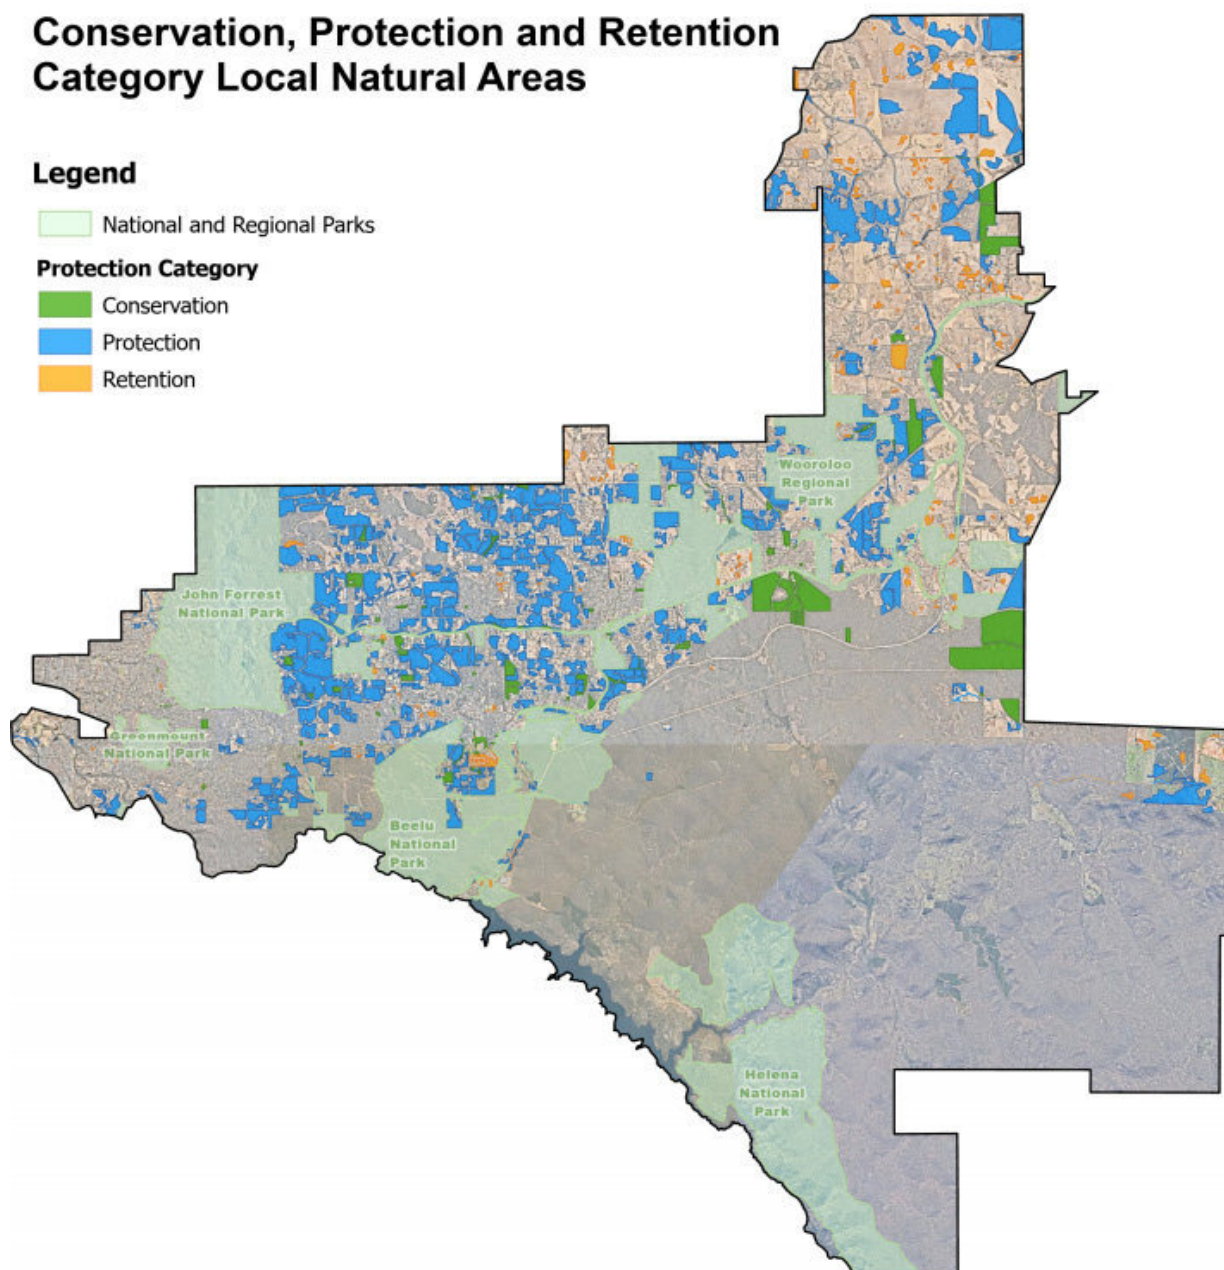 Conservation, Protection and Retention
Category Local Natural Areas
Legend
National and Regional Parks
Protection Category
Conservation
Protection
Retention
Wooroloo
Regional
Park
John Forrest
National Park
Greenmount
National Park
Beelu
National
Park
Helena
National
Park